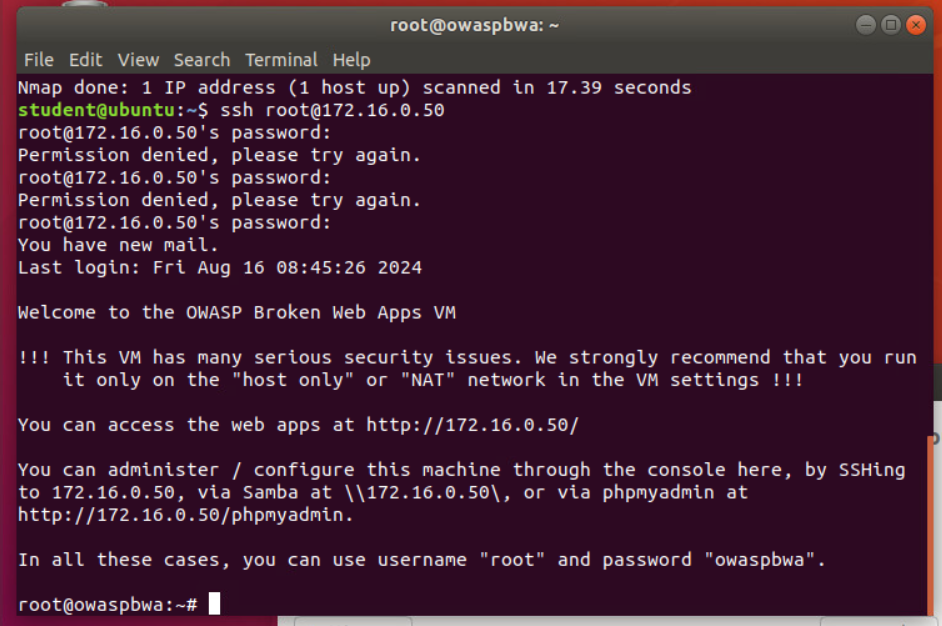 root@owaspbwa: ~
File Edit View Search Terminal Help
Nmap done: 1 IP address (1 host up) scanned in 17.39 seconds
student@ubuntu:~$ ssh root@172.16.0.50
root@172.16.0.50's password:
Permission denied, please try again.
root@172.16.0.50's password:
Permission denied, please try again.
root@172.16.0.50's password:
You have new mail.
Last login: Fri Aug 16 08:45:26 2024
Welcome to the OWASP Broken Web Apps VM
!!! This VM has many serious security issues. We strongly recommend that you run
it only on the "host only" or "NAT" network in the VM settings !!!
You can access the web apps at http://172.16.0.50/
You can administer / configure this machine through the console here, by SSHing
to 172.16.0.50, via Samba at \\172.16.0.50\, or via phpmyadmin at
http://172.16.0.50/phpmyadmin.
In all these cases, you can use username "root" and password "owaspbwa".
root@owaspbwa:~#